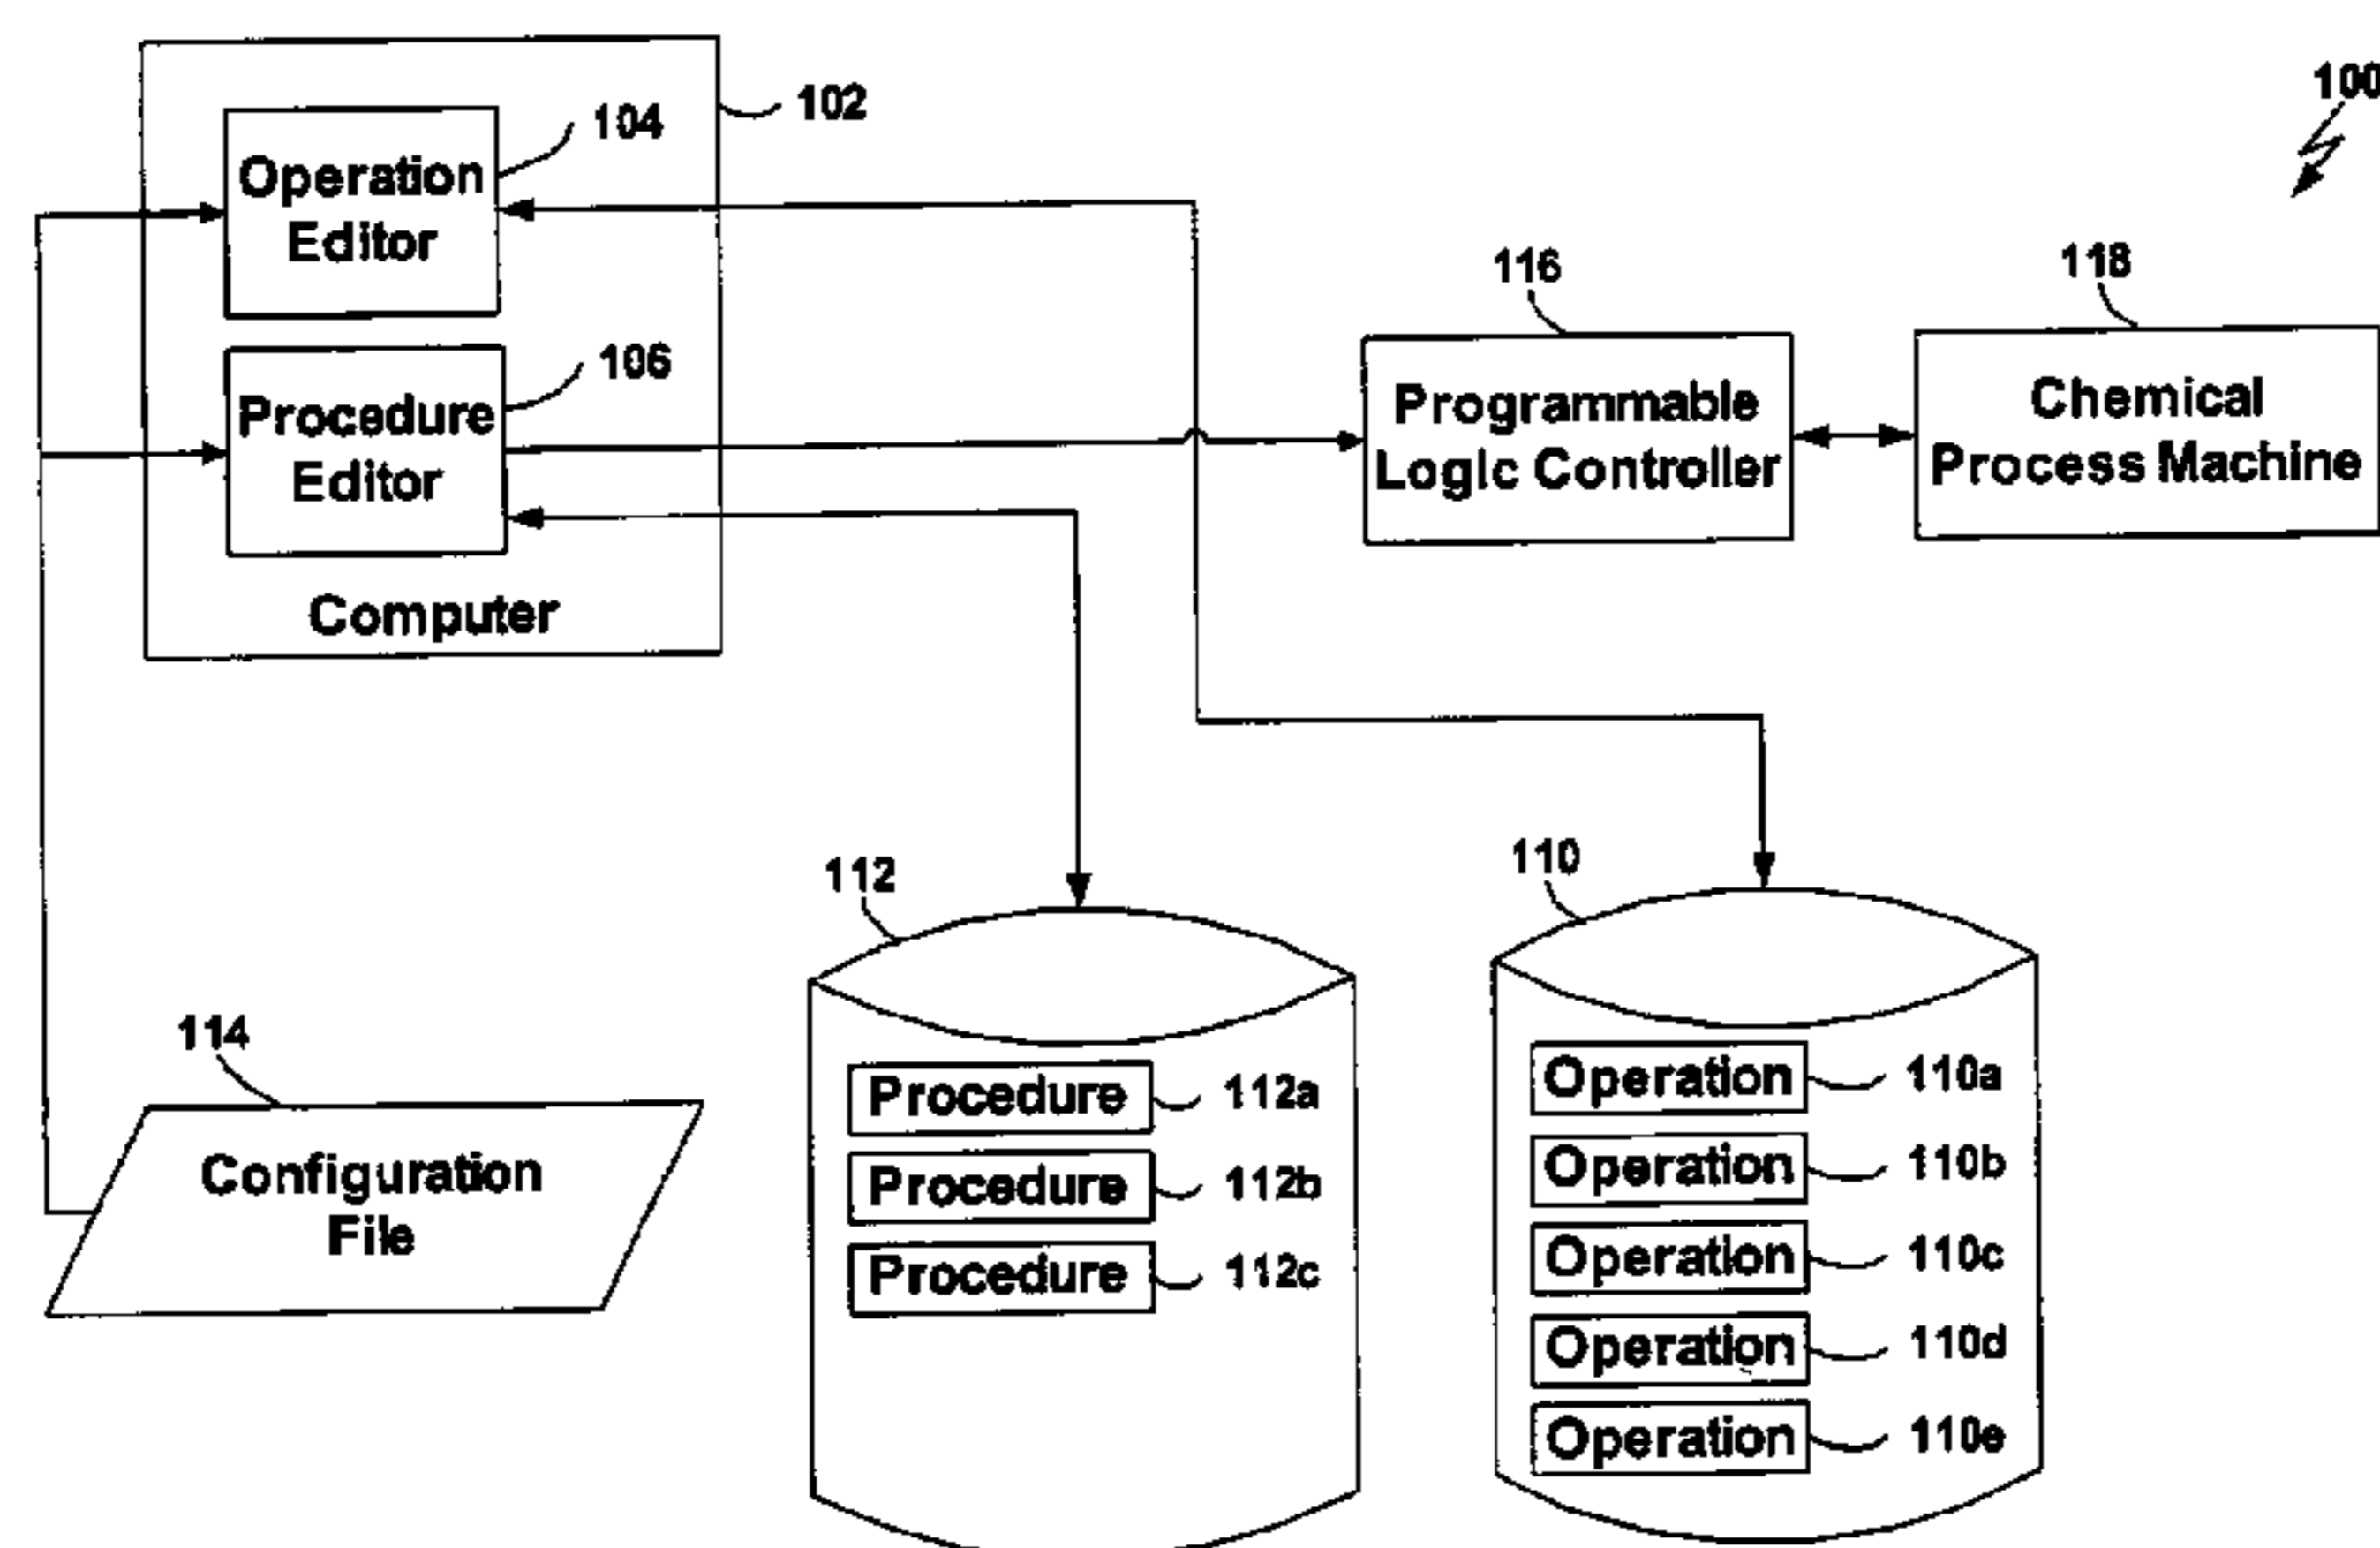 100
102
104
Operation
Editor
106
Procedure
Editor
Computer
116
Programmable
Logic Controller
118
Chemical
Process Machine
112
Procedure 112a
Procedure 112b
Procedure 112c
110
Operation 110a
Operation 110b
Operation 110c
Operation 110d
Operation 110e
114
Configuration
File